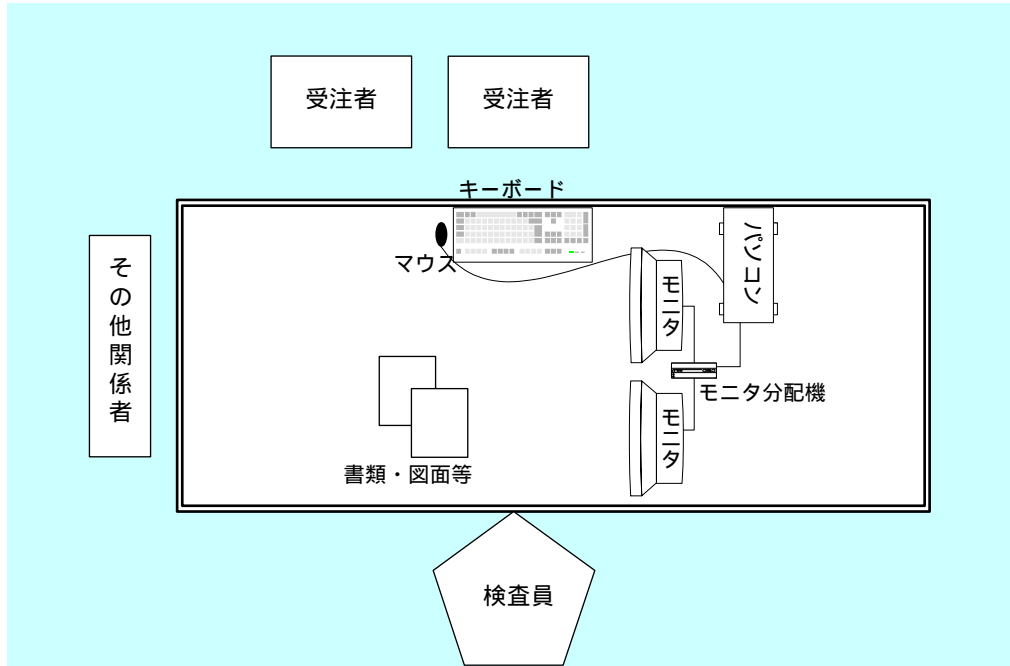 受注者
受注者
キーボード
マウス
パソコン
その他関係者
モニタ
モニタ分配機
モニタ
書類・図面等
検査員